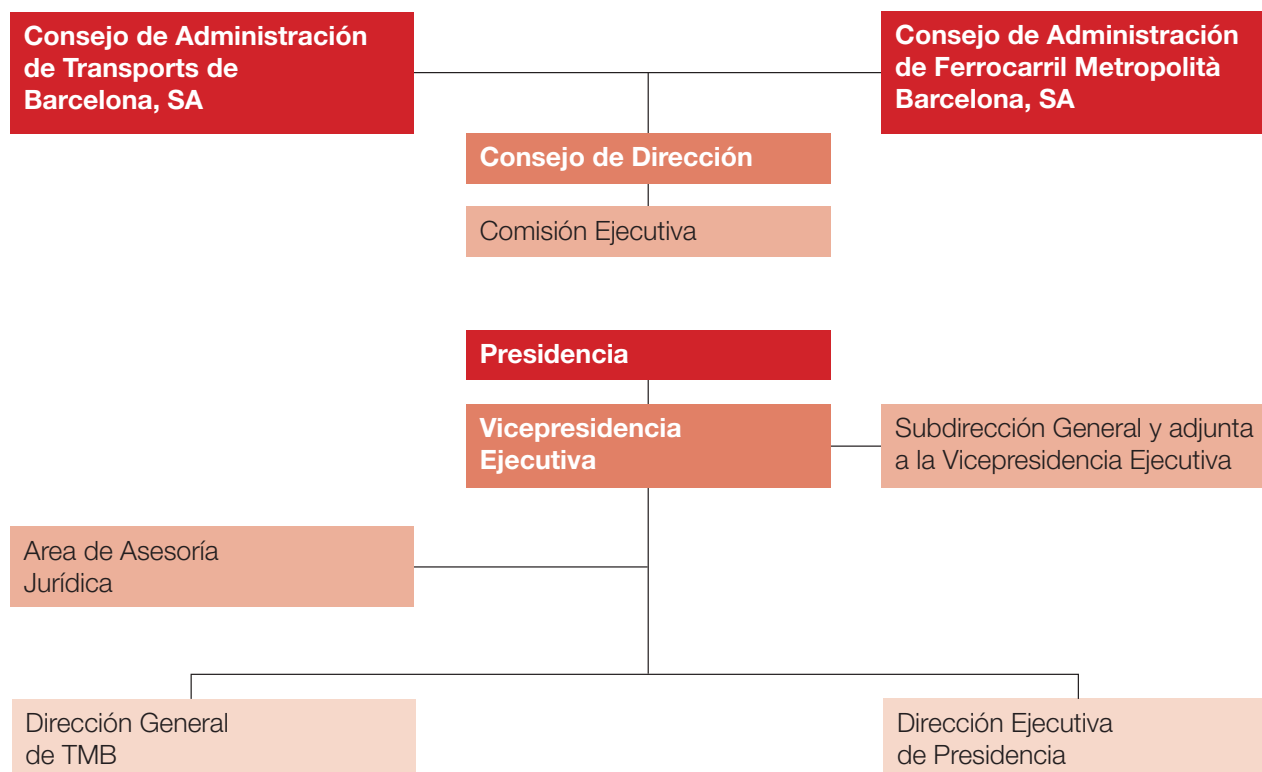 Consejo de Administración
de Transports de
Barcelona, SA
Consejo de Administración
de Ferrocarril Metropolità
Barcelona, SA
Consejo de Dirección
Comisión Ejecutiva
Presidencia
Vicepresidencia
Ejecutiva
Subdirección General y adjunta
a la Vicepresidencia Ejecutiva
Area de Asesoría
Jurídica
Dirección General
de TMB
Dirección Ejecutiva
de Presidencia